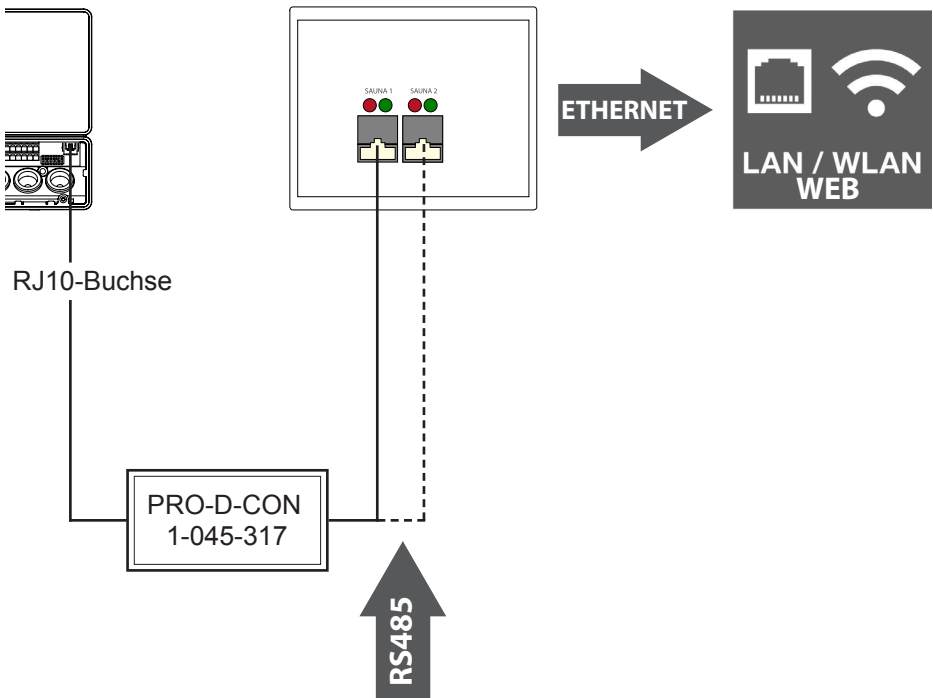 SAUNA 1 SAUNA 2
ETHERNET
LAN / WLAN
WEB
RJ10-Buchse
PRO-D-CON
1-045-317
RS485